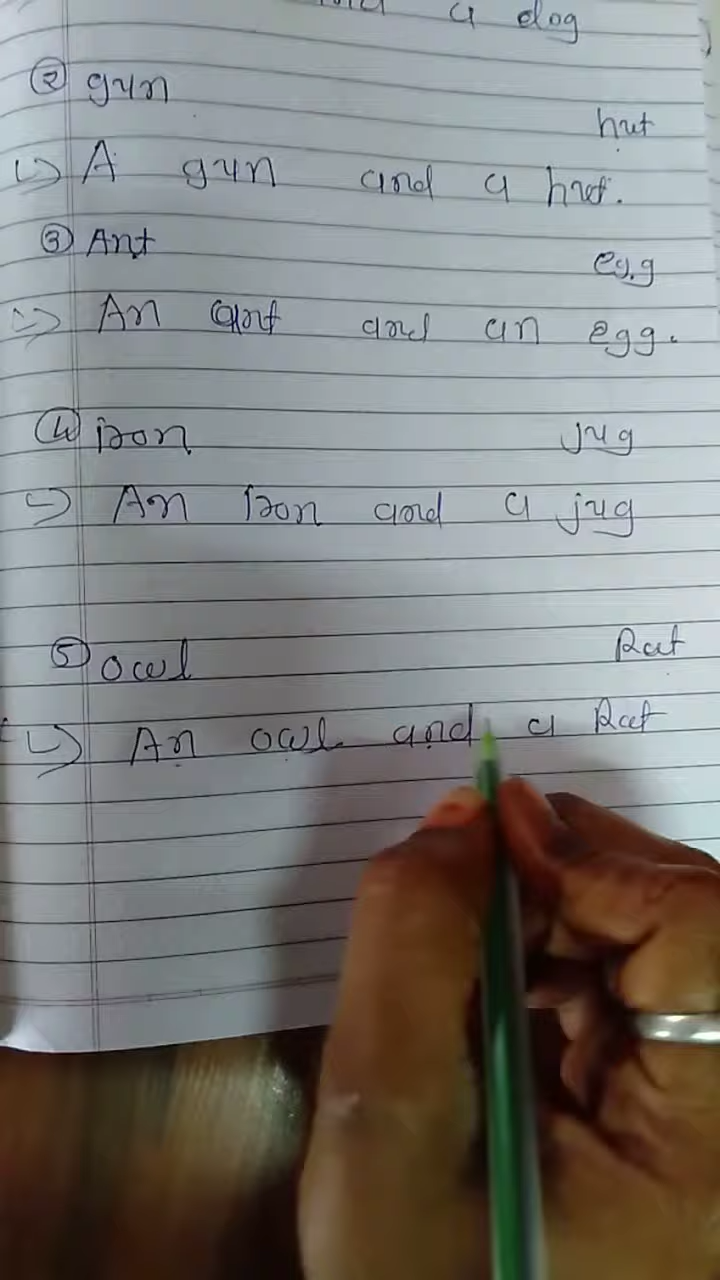 a dog
② gun
hut
A gun and a hut.
③ Ant
egg
An ant and an egg.
④ iron jug
An Iron and a jug
⑤ owl Rat
An owl and a Rat